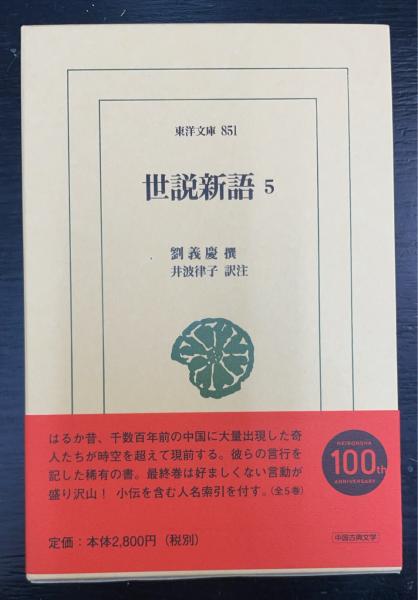 東洋文庫 851
世説新語 5
劉義慶 撰
井波律子 訳注
はるか昔、千数百年前の中国に大量出現した奇
人たちが時空を超えて現前する。彼らの言行を
記した稀有の書。最終巻は好ましくない言動が
盛り沢山！ 小伝を含む人名索引を付す。(全5巻)
HEIBONSHA
100th
ANNIVERSARY
定価：本体2,800円（税別）
中国古典文学